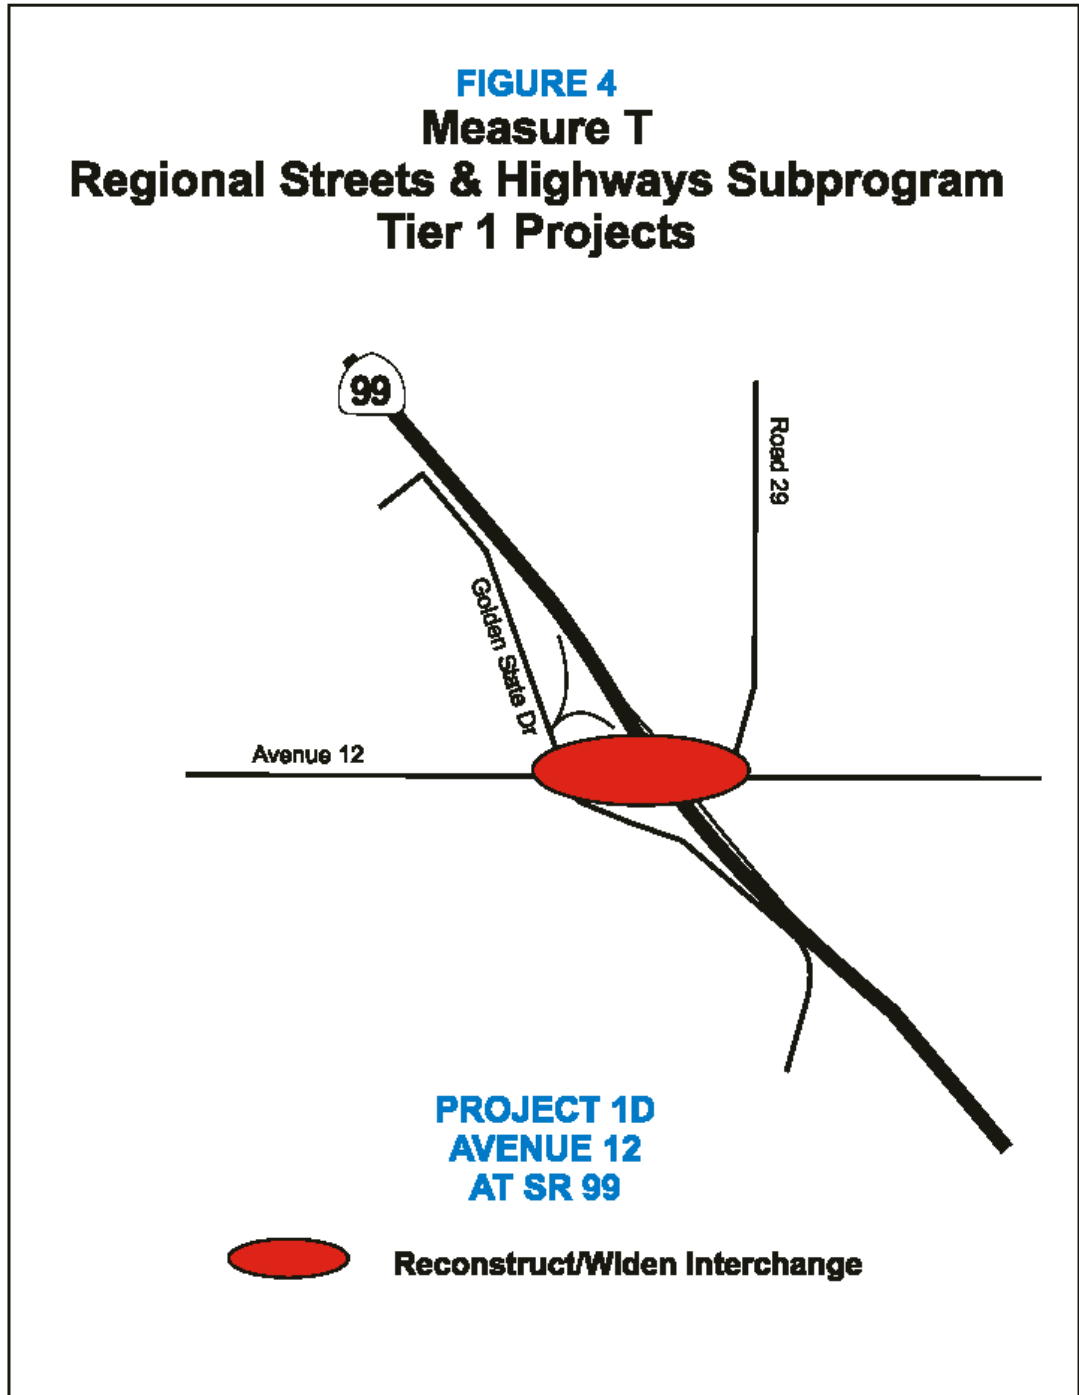 FIGURE 4
Measure T
Regional Streets & Highways Subprogram
Tier 1 Projects
99
Road 29
Golden State Dr
Avenue 12
PROJECT 1D
AVENUE 12
AT SR 99
Reconstruct/Widen Interchange